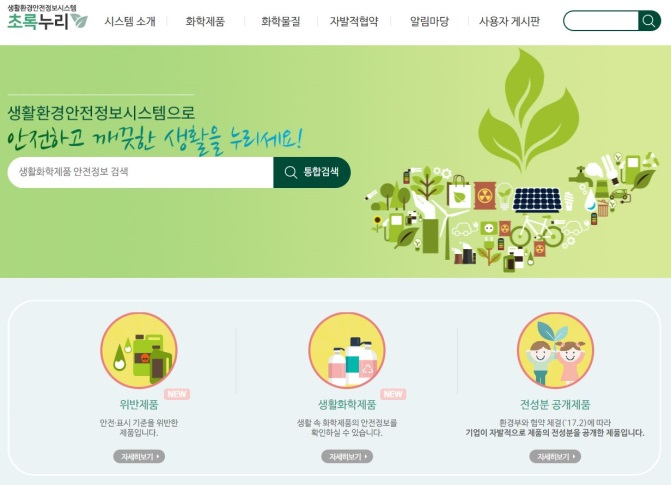 생활환경안전정보시스템
초록누리
시스템 소개
화학제품
화학물질
자발적협약
알림마당
사용자 게시판
생활환경안전정보시스템으로
안전하고 깨끗한 생활을 누리세요!
생활화학제품 안전정보 검색
통합검색
NEW
위반제품
안전·표시 기준을 위반한
제품입니다.
자세히보기
NEW
생활화학제품
생활 속 화학제품의 안전정보를
확인하실 수 있습니다.
자세히보기
전성분 공개제품
환경부와 협약 체결('17.2)에 따라
기업이 자발적으로 제품의 전성분을 공개한 제품입니다.
자세히보기